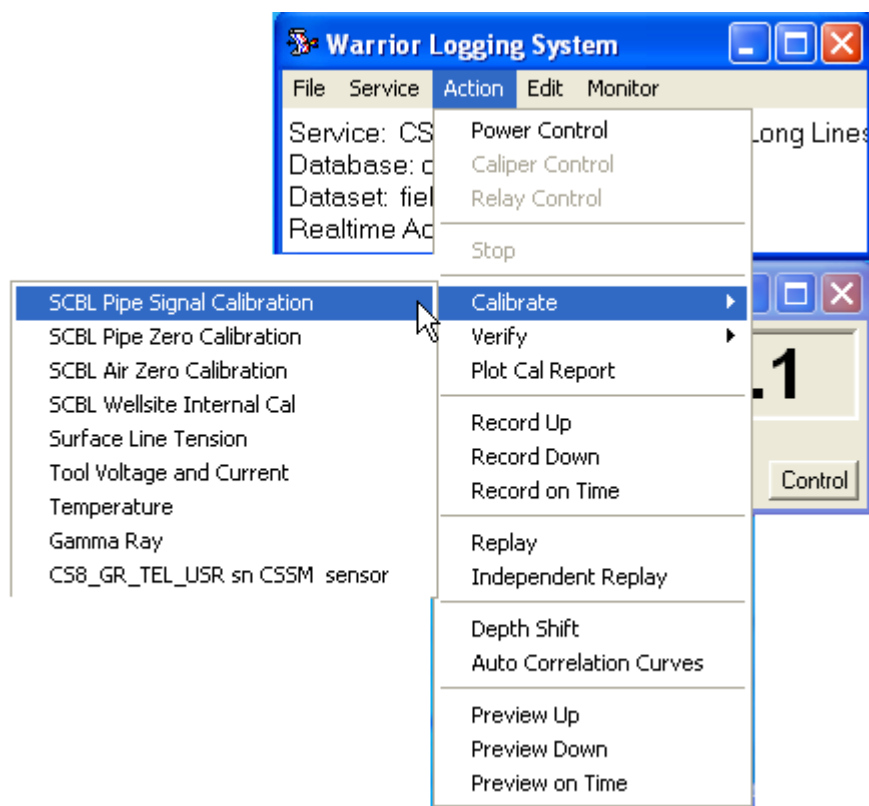 Warrior Logging System
File Service Action Edit Monitor
Service: CS
Long Lines
Database:
Dataset: fiel
Realtime Ac
Power Control
Caliper Control
Relay Control
Stop
Calibrate
Verify
Plot Cal Report
Record Up
Record Down
Record on Time
Replay
Independent Replay
Depth Shift
Auto Correlation Curves
Preview Up
Preview Down
Preview on Time
SCBL Pipe Signal Calibration
SCBL Pipe Zero Calibration
SCBL Air Zero Calibration
SCBL Wellsite Internal Cal
Surface Line Tension
Tool Voltage and Current
Temperature
Gamma Ray
CS8_GR_TEL_USR sn CSSM sensor
.1
Control